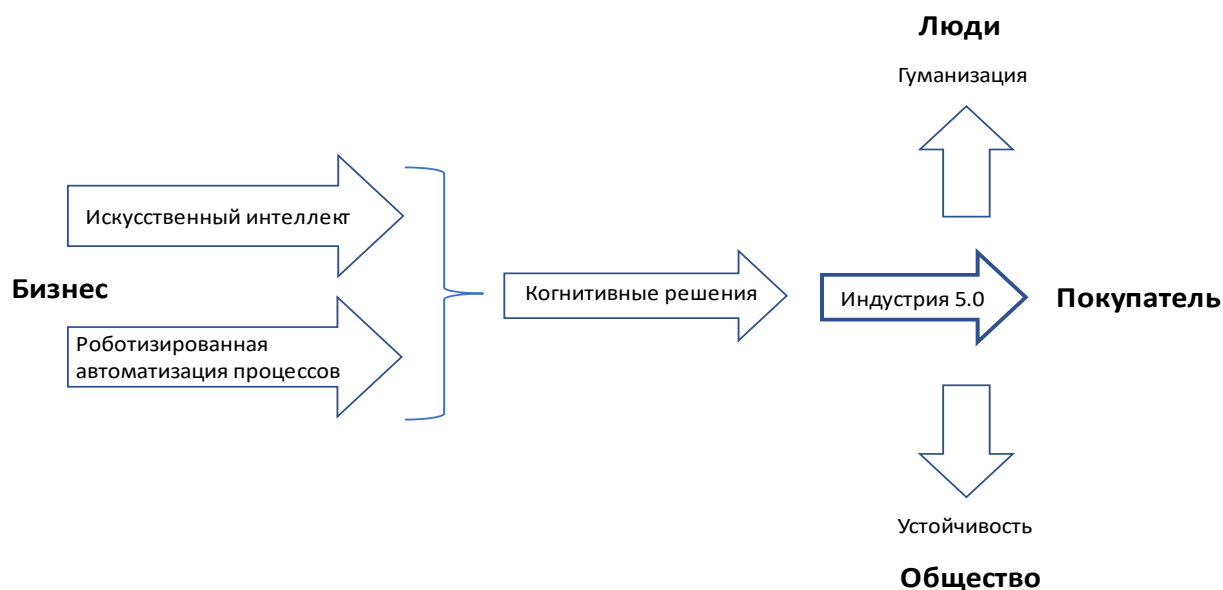 Люди
Гуманизация
Искусственный интеллект
Бизнес
Роботизированная
автоматизация процессов
Когнитивные решения
Индустрия 5.0
Покупатель
Устойчивость
Общество